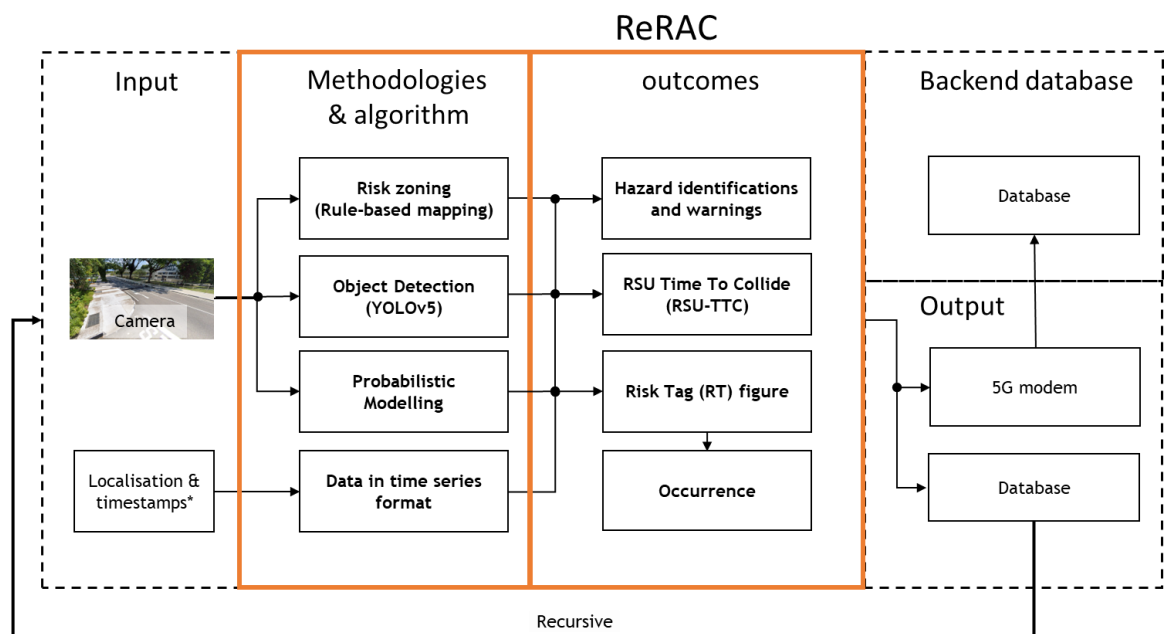 ReRAC
Input
Methodologies
& algorithm
outcomes
Backend database
Risk zoning
(Rule-based mapping)
Hazard identifications
and warnings
Database
Camera
Object Detection
(YOLOv5)
RSU Time To Collide
(RSU-TTC)
Output
Probabilistic
Modelling
Risk Tag (RT) figure
5G modem
Localisation &
timestamps*
Data in time series
format
Occurrence
Database
Recursive